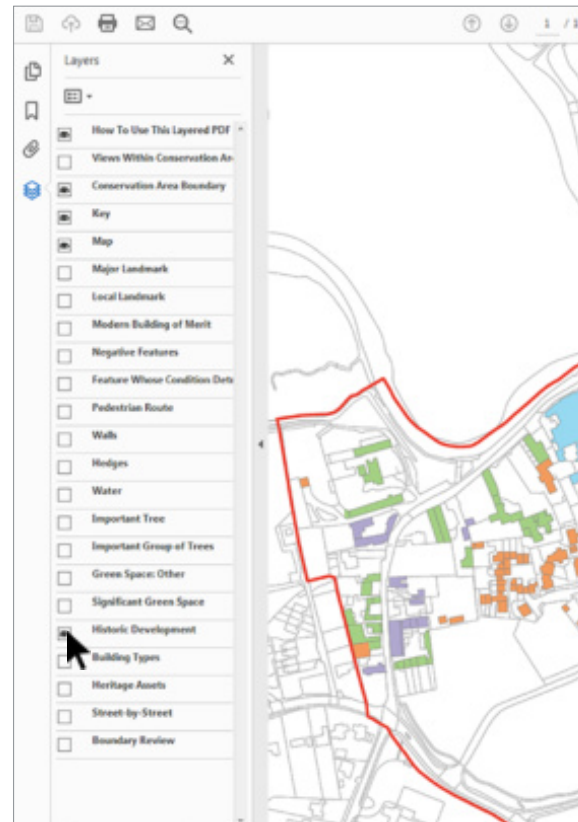 1 / 1
Layers
How To Use This Layered PDF
Views Within Conservation Are
Conservation Area Boundary
Key
Map
Major Landmark
Local Landmark
Modern Building of Merit
Negative Features
Feature Whose Condition Detr
Pedestrian Route
Walls
Hedges
Water
Important Tree
Important Group of Trees
Green Space: Other
Significant Green Space
Historic Development
Building Types
Heritage Assets
Street-by-Street
Boundary Review